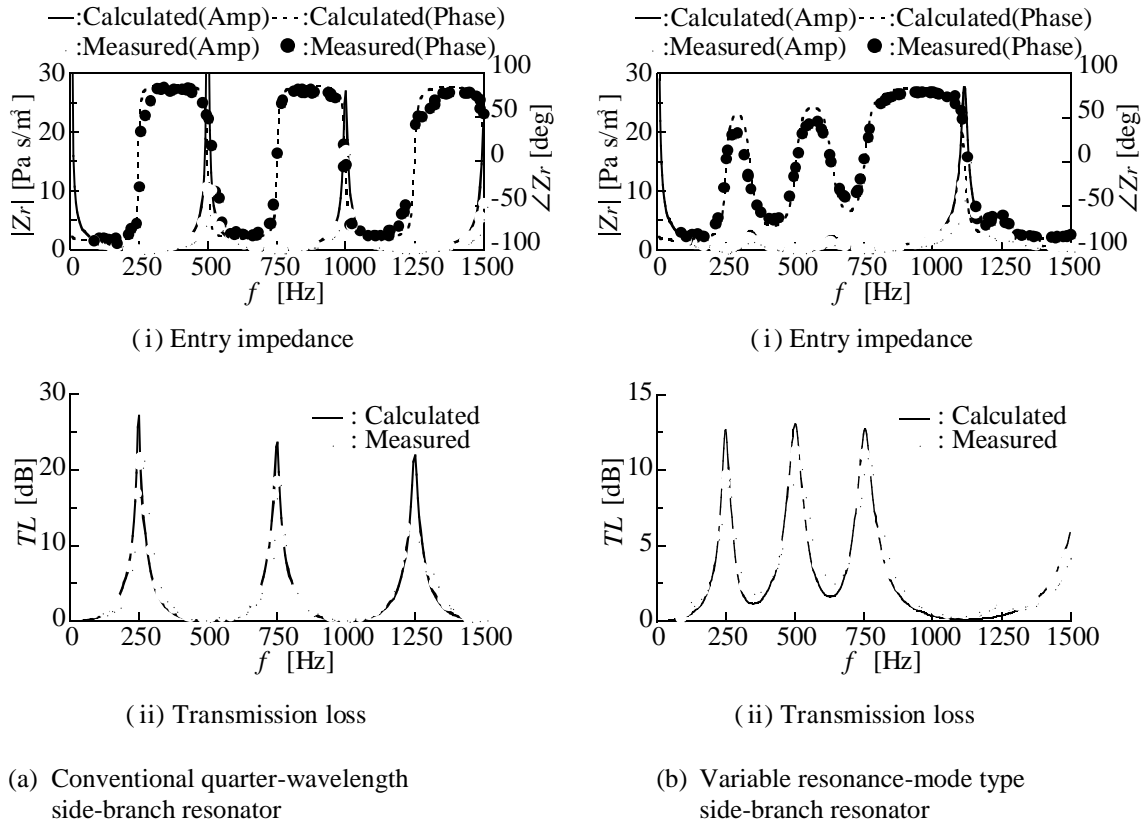 :Calculated(Amp) :Calculated(Phase)
:Measured(Amp) :Measured(Phase)
30
20
10
0
|Zr| [Pa s/m³]
100
50
0
-50
-100
∠Zr [deg]
0 250 500 750 1000 1250 1500
f [Hz]
(i) Entry impedance
:Calculated(Amp) :Calculated(Phase)
:Measured(Amp) :Measured(Phase)
30
20
10
0
|Zr| [Pa s/m³]
100
50
0
-50
-100
∠Zr [deg]
0 250 500 750 1000 1250 1500
f [Hz]
(i) Entry impedance
30
20
10
0
TL [dB]
: Calculated
: Measured
0 250 500 750 1000 1250 1500
f [Hz]
(ii) Transmission loss
15
10
5
0
TL [dB]
: Calculated
: Measured
0 250 500 750 1000 1250 1500
f [Hz]
(ii) Transmission loss
(a) Conventional quarter-wavelength
side-branch resonator
(b) Variable resonance-mode type
side-branch resonator